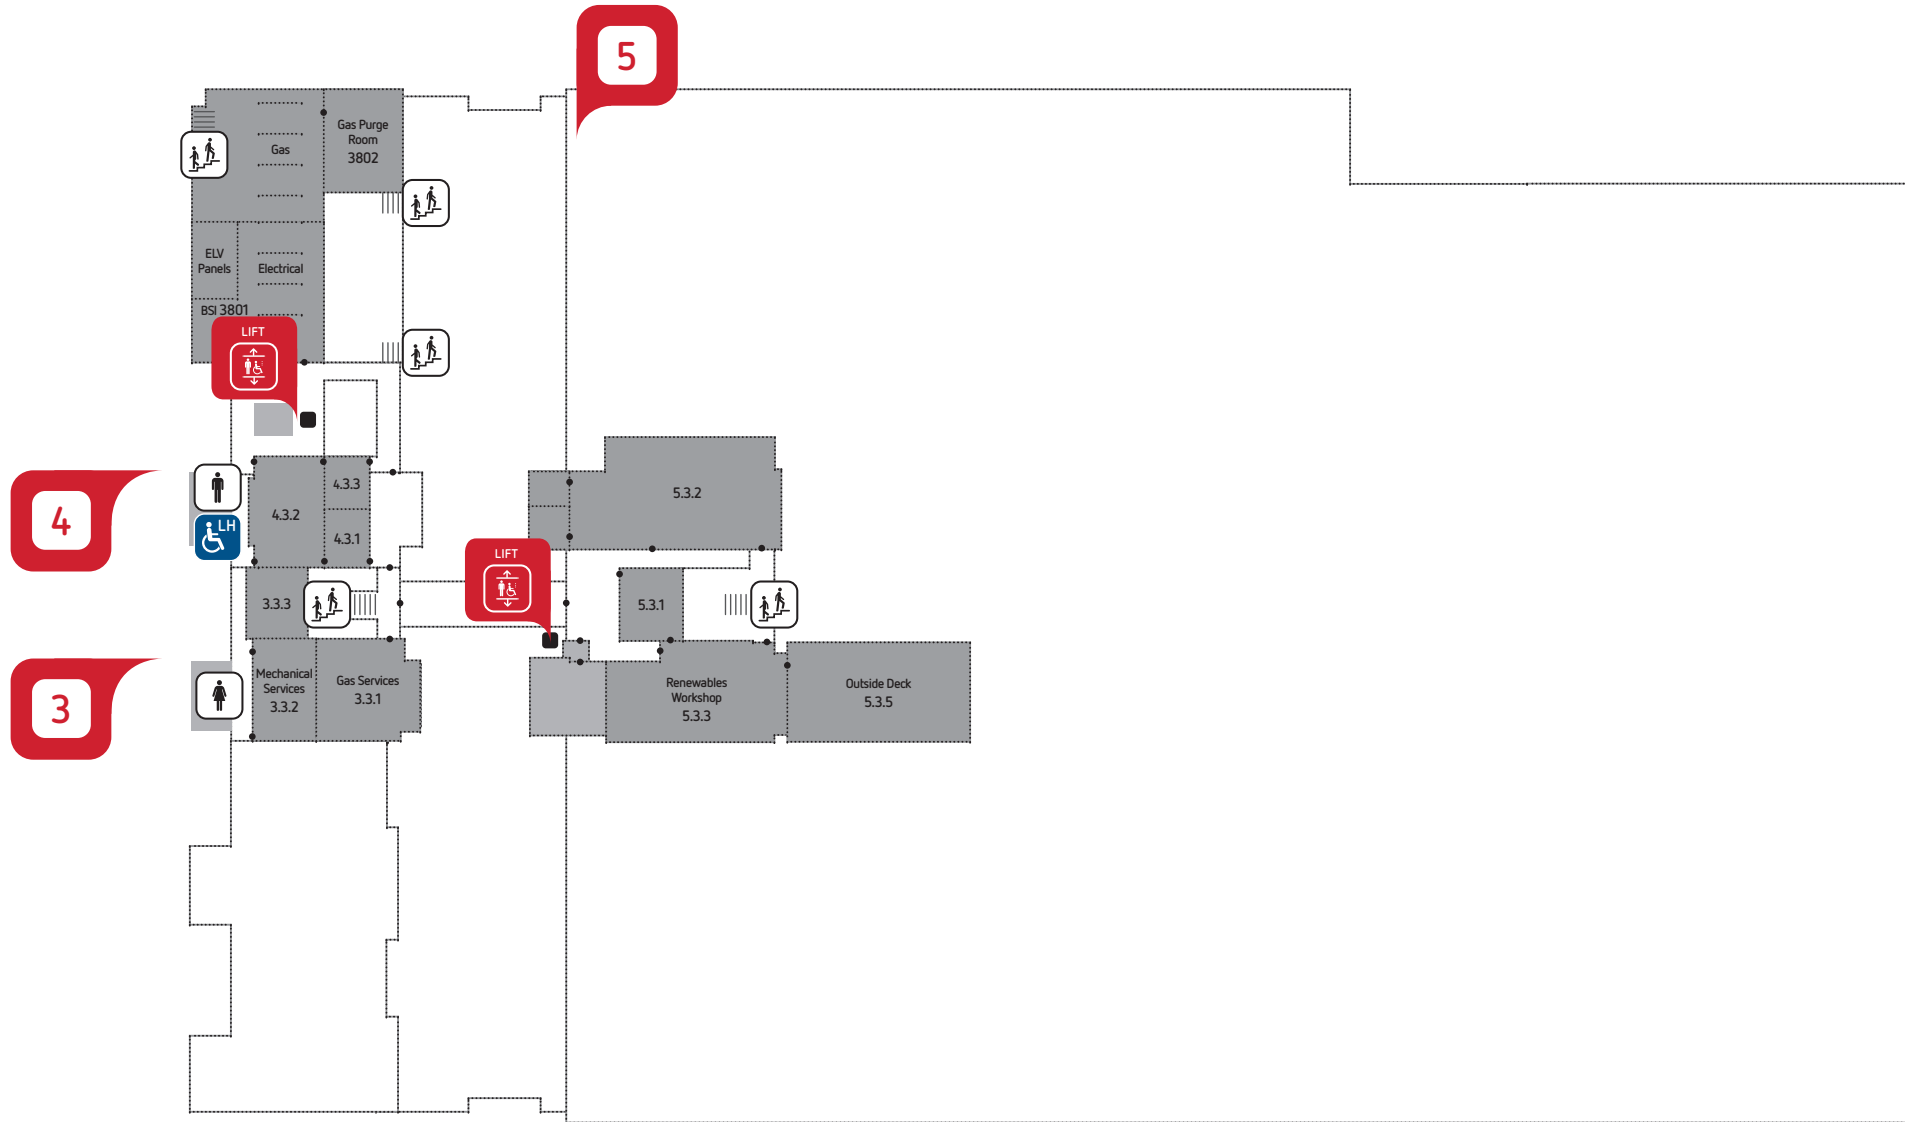 5
Gas Purge
Room
3802
Gas
ELV
Panels
Electrical
BSI 3801
LIFT
4
LH
4.3.2
4.3.3
4.3.1
3.3.3
3
Mechanical
Services
3.3.2
Gas Services
3.3.1
LIFT
5.3.2
5.3.1
Renewables
Workshop
5.3.3
Outside Deck
5.3.5